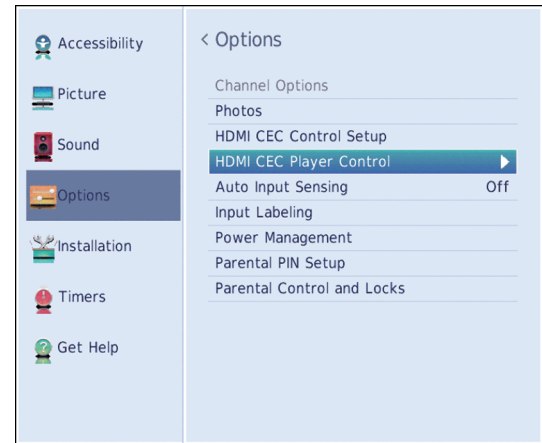 Accessibility
Picture
Sound
Options
Installation
Timers
Get Help
< Options
Channel Options
Photos
HDMI CEC Control Setup
HDMI CEC Player Control
Auto Input Sensing Off
Input Labeling
Power Management
Parental PIN Setup
Parental Control and Locks